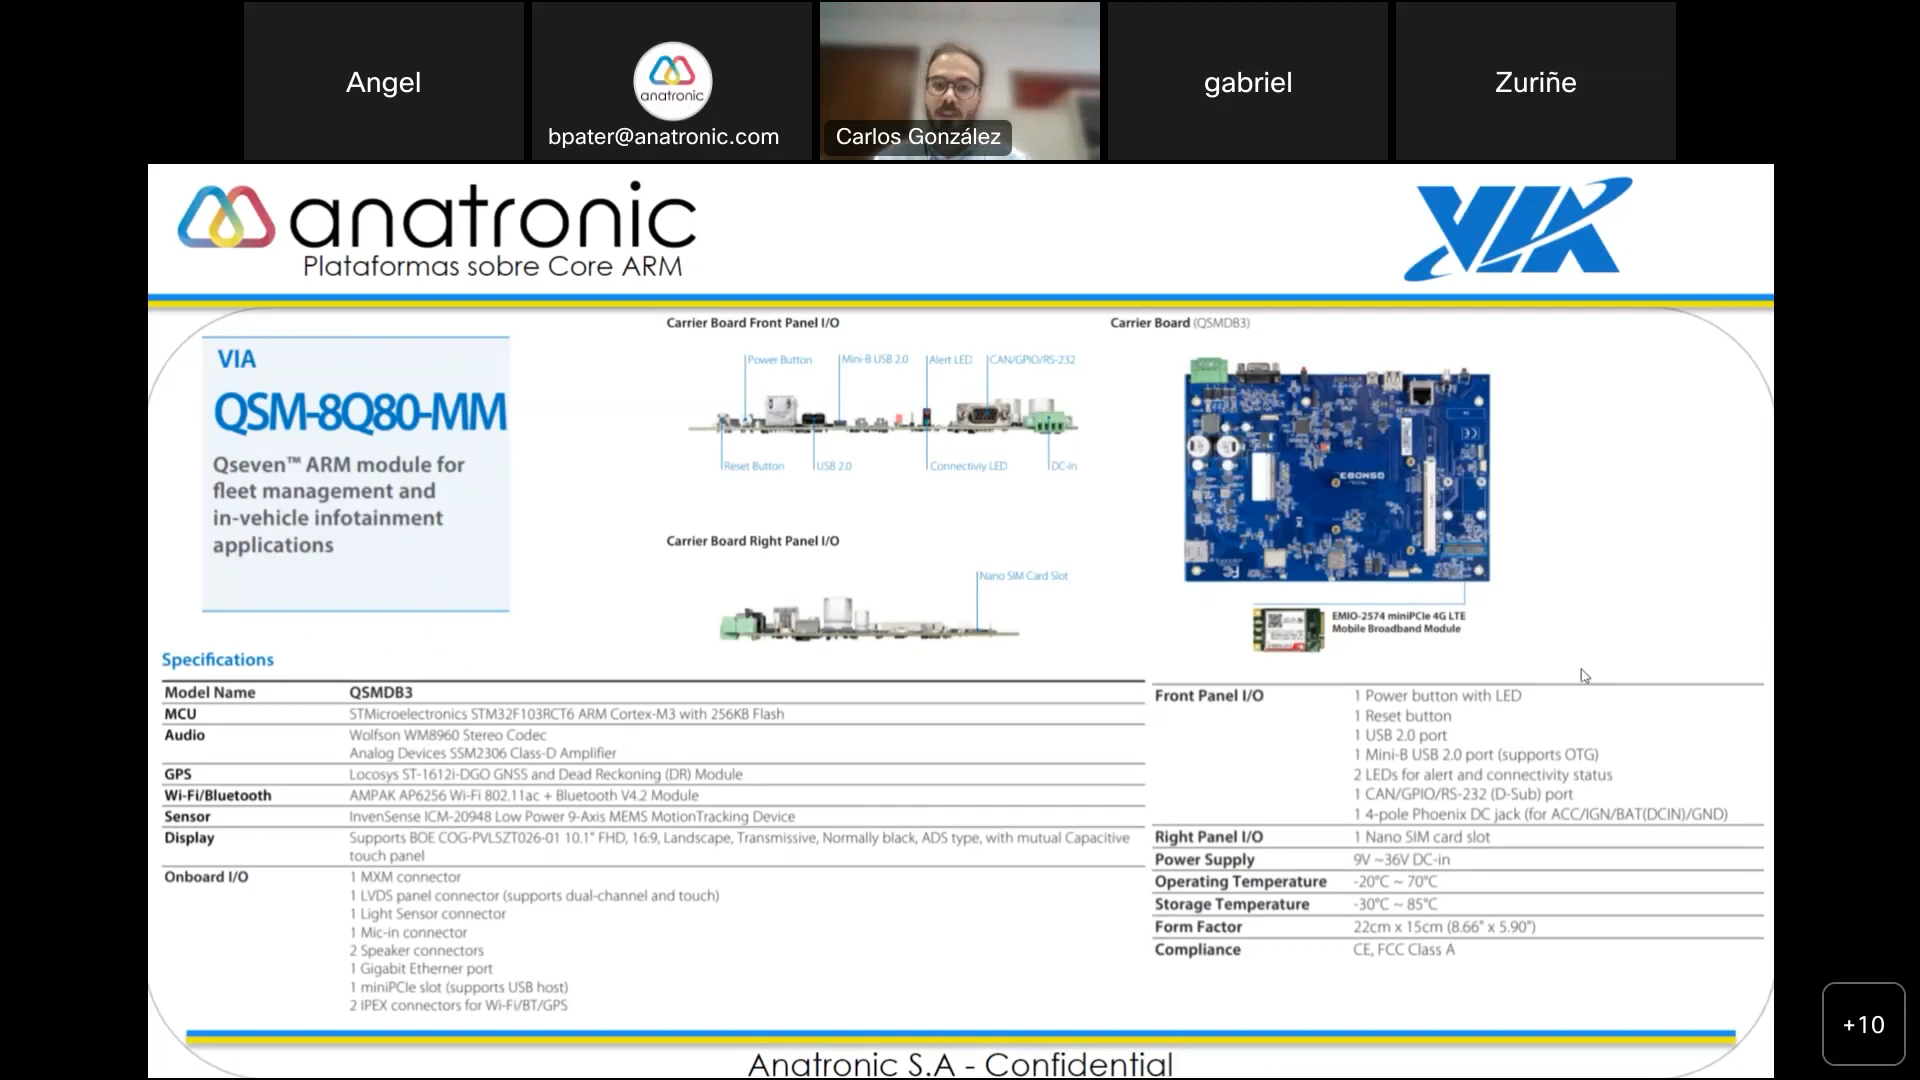 Angel
anatronic
bpater@anatronic.com
Carlos González
gabriel
Zuriñe
anatronic
Plataformas sobre Core ARM
VIA
VIA
QSM-8Q80-MM
Qseven™ ARM module for
fleet management and
in-vehicle infotainment
applications
Carrier Board Front Panel I/O
Power Button
Mini-B USB 2.0
Alert LED
CAN/GPIO/RS-232
Reset Button
USB 2.0
Connectiviy LED
DC-in
Carrier Board Right Panel I/O
Nano SIM Card Slot
Carrier Board (QSMDB3)
QSMDB3
EMIO-2574 miniPCIe 4G LTE
Mobile Broadband Module
Specifications
Model Name QSMDB3
MCU STMicroelectronics STM32F103RCT6 ARM Cortex-M3 with 256KB Flash
Audio Wolfson WM8960 Stereo Codec
Analog Devices SSM2306 Class-D Amplifier
GPS Locosys ST-1612i-DGO GNSS and Dead Reckoning (DR) Module
Wi-Fi/Bluetooth AMPAK AP6256 Wi-Fi 802.11ac + Bluetooth V4.2 Module
Sensor InvenSense ICM-20948 Low Power 9-Axis MEMS MotionTracking Device
Display Supports BOE COG-PVLSZT026-01 10.1" FHD, 16:9, Landscape, Transmissive, Normally black, ADS type, with mutual Capacitive
touch panel
Onboard I/O 1 MXM connector
1 LVDS panel connector (supports dual-channel and touch)
1 Light Sensor connector
1 Mic-in connector
2 Speaker connectors
1 Gigabit Etherner port
1 miniPCIe slot (supports USB host)
2 IPEX connectors for Wi-Fi/BT/GPS
Front Panel I/O 1 Power button with LED
1 Reset button
1 USB 2.0 port
1 Mini-B USB 2.0 port (supports OTG)
2 LEDs for alert and connectivity status
1 CAN/GPIO/RS-232 (D-Sub) port
1 4-pole Phoenix DC jack (for ACC/IGN/BAT(DCIN)/GND)
Right Panel I/O 1 Nano SIM card slot
Power Supply 9V ~36V DC-in
Operating Temperature -20°C ~ 70°C
Storage Temperature -30°C ~ 85°C
Form Factor 22cm x 15cm (8.66" x 5.90")
Compliance CE, FCC Class A
Anatronic S.A - Confidential
+10